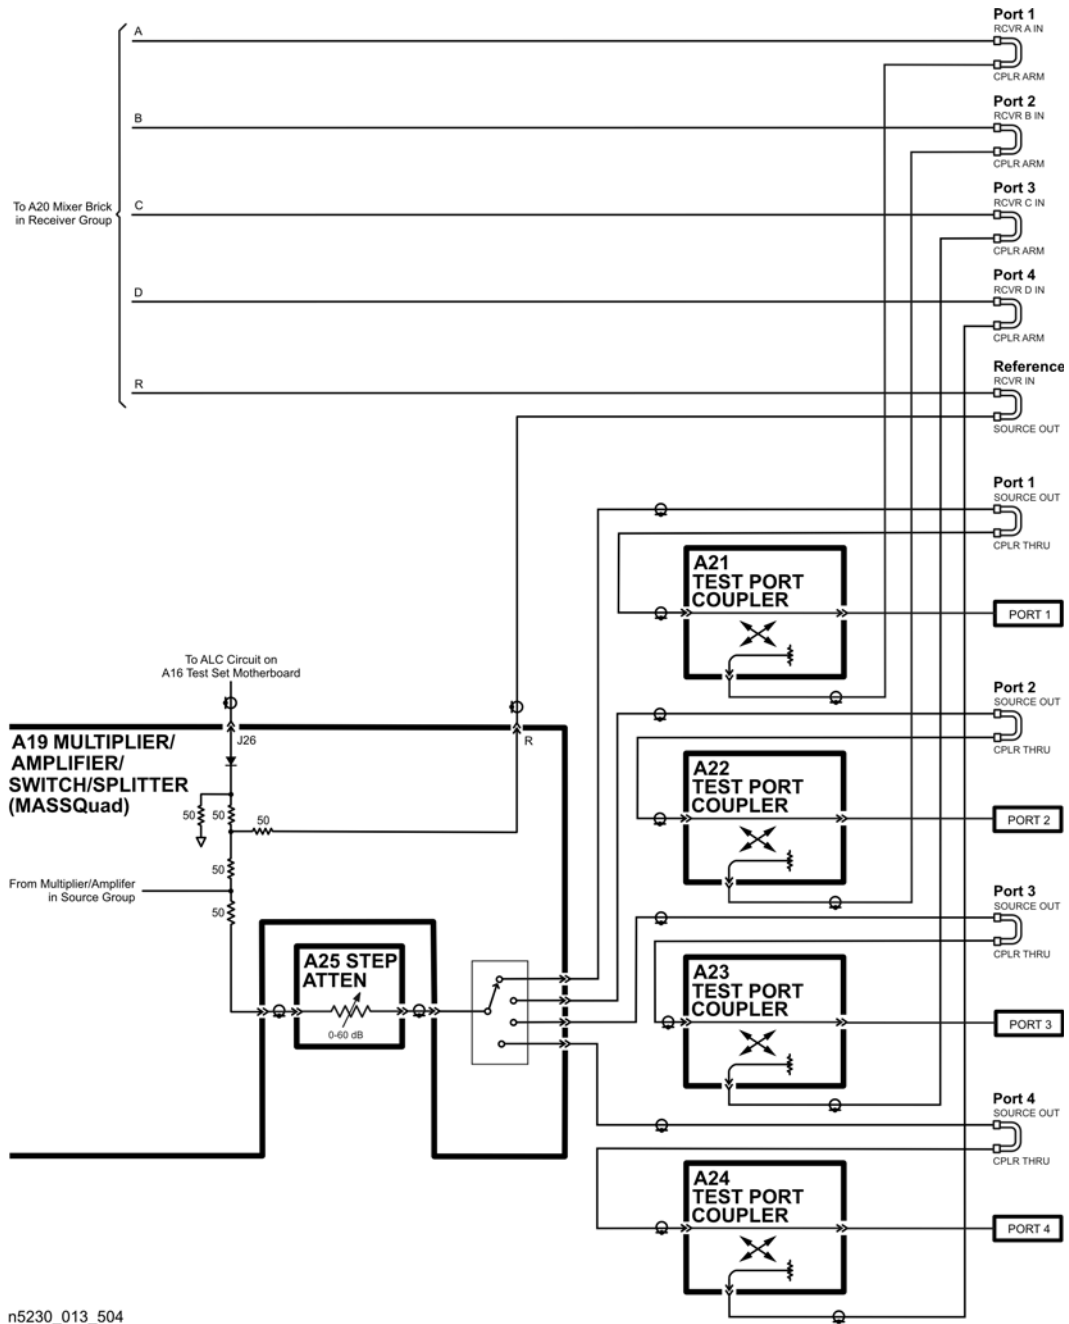 Port 1
RCVR A IN
A
CPLR ARM
Port 2
RCVR B IN
B
CPLR ARM
Port 3
RCVR C IN
To A20 Mixer Brick
in Receiver Group
C
CPLR ARM
Port 4
RCVR D IN
D
CPLR ARM
Reference
RCVR IN
R
SOURCE OUT
Port 1
SOURCE OUT
CPLR THRU
A21
TEST PORT
COUPLER
PORT 1
To ALC Circuit on
A16 Test Set Motherboard
J26
R
A19 MULTIPLIER/
AMPLIFIER/
SWITCH/SPLITTER
(MASSQuad)
50
50
50
50
50
From Multiplier/Amplifer
in Source Group
Port 2
SOURCE OUT
CPLR THRU
A22
TEST PORT
COUPLER
PORT 2
Port 3
SOURCE OUT
CPLR THRU
A25 STEP
ATTEN
0-60 dB
A23
TEST PORT
COUPLER
PORT 3
Port 4
SOURCE OUT
CPLR THRU
A24
TEST PORT
COUPLER
PORT 4
n5230_013_504